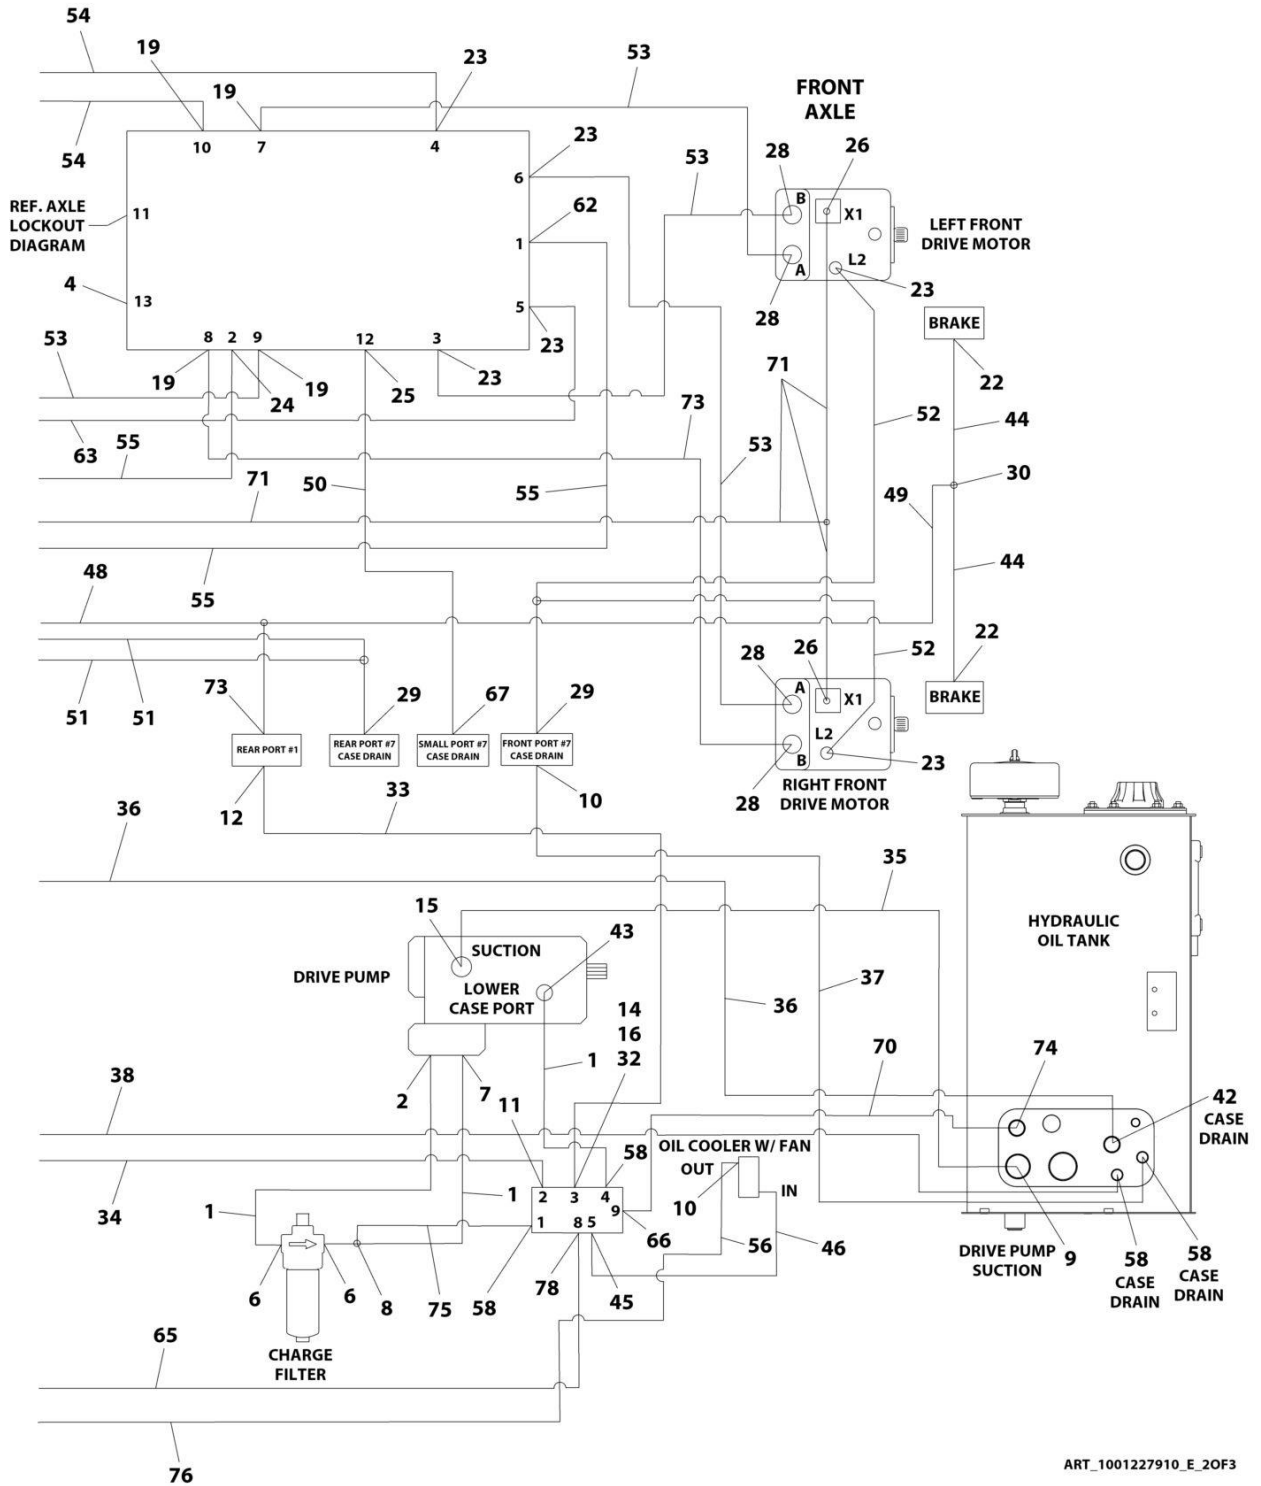 54
19
23
53
FRONT
AXLE
19
54
10
7
4
23
28
26
6
53
B
X1
REF. AXLE
LOCKOUT
DIAGRAM
11
62
LEFT FRONT
DRIVE MOTOR
1
L2
A
4
13
5
23
28
BRAKE
53
8
2
9
12
3
23
19
24
19
25
23
71
22
73
52
44
63
55
53
71
50
55
49
30
48
55
44
22
28
26
52
51
51
73
29
67
29
A
X1
BRAKE
REAR PORT #1
REAR PORT #7
CASE DRAIN
SMALL PORT #7
CASE DRAIN
FRONT PORT #7
CASE DRAIN
L2
B
23
RIGHT FRONT
DRIVE MOTOR
28
12
33
10
36
35
15
43
HYDRAULIC
OIL TANK
SUCTION
DRIVE PUMP
LOWER
CASE PORT
37
36
14
16
32
1
70
74
38
2
7
11
42
CASE
DRAIN
58
OIL COOLER W/ FAN
OUT
IN
10
34
1
1
2
3
4
9
1
8
5
66
56
46
DRIVE PUMP
SUCTION
9
58
CASE
DRAIN
58
CASE
DRAIN
6
6
8
75
58
78
45
65
CHARGE
FILTER
76
ART_1001227910_E_2OF3